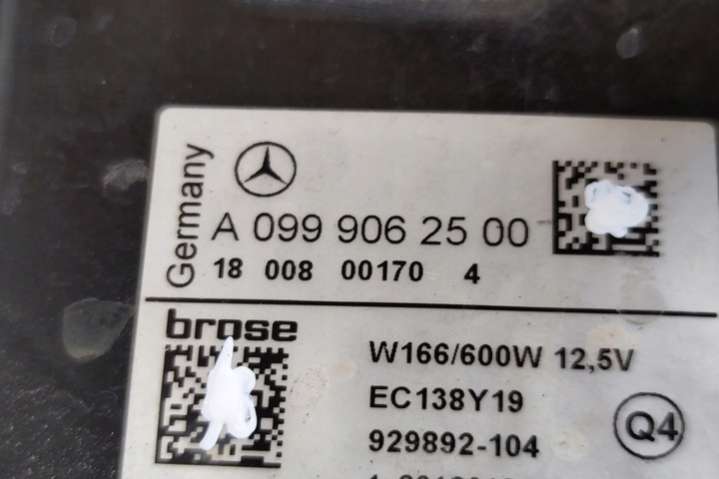 Germany
A 099 906 25 00
18 008 00170 4
brose
W166/600W 12,5V
EC138Y19
929892-104
Q4